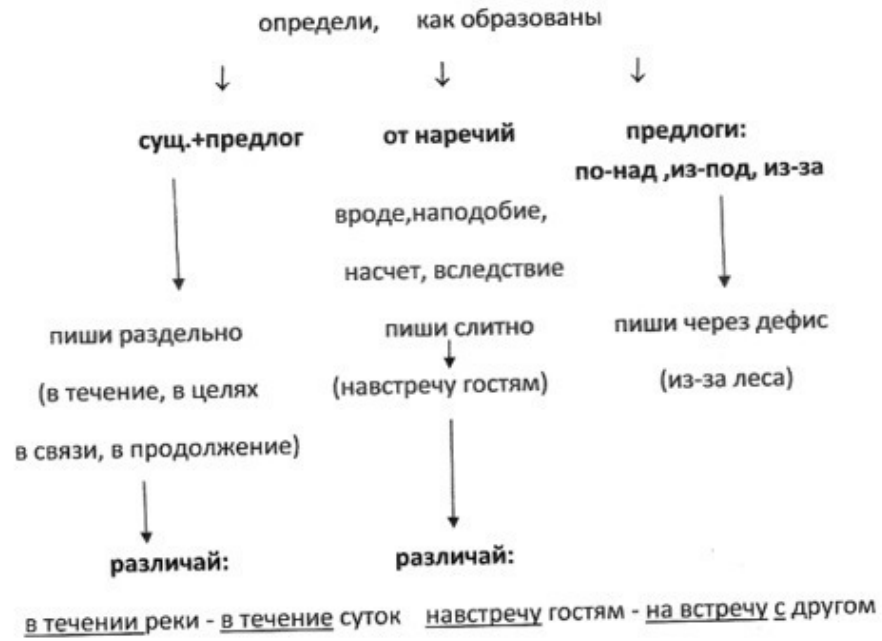 определи, как образованы
сущ.+предлог
от наречий
предлоги:
по-над ,из-под, из-за
вроде,наподобие,
насчет, вследствие
пиши раздельно
(в течение, в целях
в связи, в продолжение)
пиши слитно
(навстречу гостям)
пиши через дефис
(из-за леса)
различай:
различай:
в течении реки - в течение суток навстречу гостям - на встречу с другом